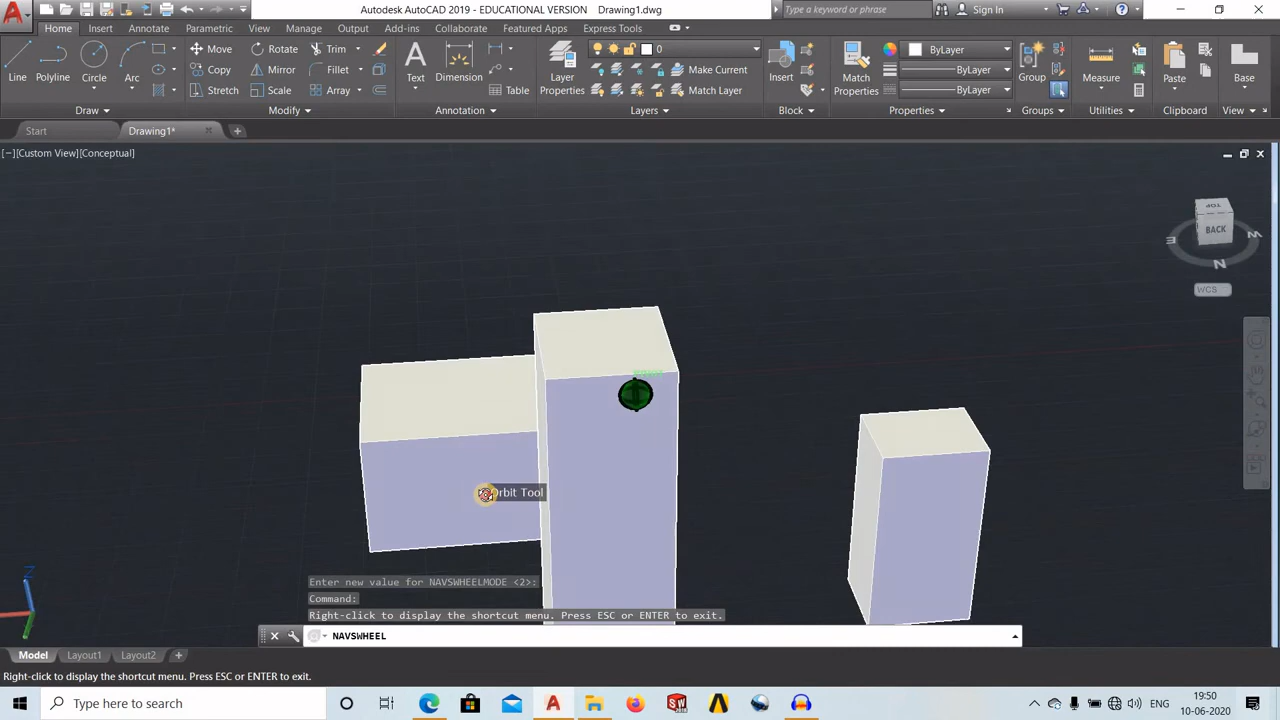 Autodesk AutoCAD 2019 - EDUCATIONAL VERSION Drawing1.dwg
Type a keyword or phrase
Sign In
Home Insert Annotate Parametric View Manage Output Add-ins Collaborate Featured Apps Express Tools
Line
Polyline
Circle
Arc
Move
Rotate
Trim
Copy
Mirror
Fillet
Stretch
Scale
Array
Text
Dimension
Table
Layer
Properties
0
Make Current
Match Layer
Insert
Match
Properties
ByLayer
ByLayer
ByLayer
Group
Measure
Paste
Base
Draw
Modify
Annotation
Layers
Block
Properties
Groups
Utilities
Clipboard
View
Start
Drawing1*
[−][Custom View][Conceptual]
TOP
BACK
E
N
WCS
Orbit Tool
Z
Enter new value for NAVSWHEELMODE <2>:
Command:
Right-click to display the shortcut menu. Press ESC or ENTER to exit.
NAVSWHEEL
Model Layout1 Layout2
Right-click to display the shortcut menu. Press ESC or ENTER to exit.
Type here to search
ENG
19:50
10-06-2020